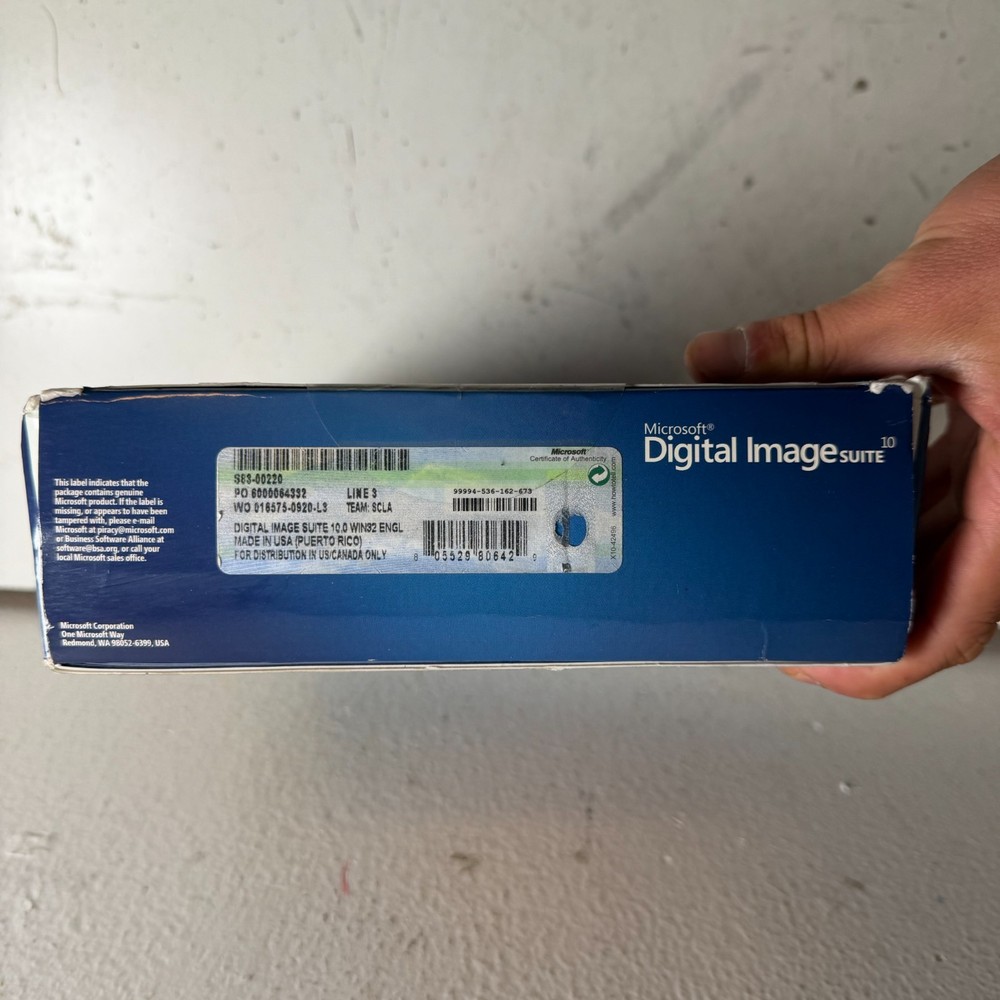 This label indicates that the
package contains genuine
Microsoft product. If the label is
missing, or appears to have been
tampered with, please e-mail
Microsoft at piracy@microsoft.com
or Business Software Alliance at
software@bsa.org, or call your
local Microsoft sales office.
Microsoft Corporation
One Microsoft Way
Redmond, WA 98052-6399, USA
S83-00220
PO 6000064332 LINE 3
WO 016575-0920-L3 TEAM: SCLA
DIGITAL IMAGE SUITE 10.0 WIN32 ENGL
MADE IN USA (PUERTO RICO)
FOR DISTRIBUTION IN US/CANADA ONLY
Microsoft
Certificate of Authenticity
99994-536-162-673
8 05529 80642 9
X10-42496
Microsoft®
Digital Image SUITE 10